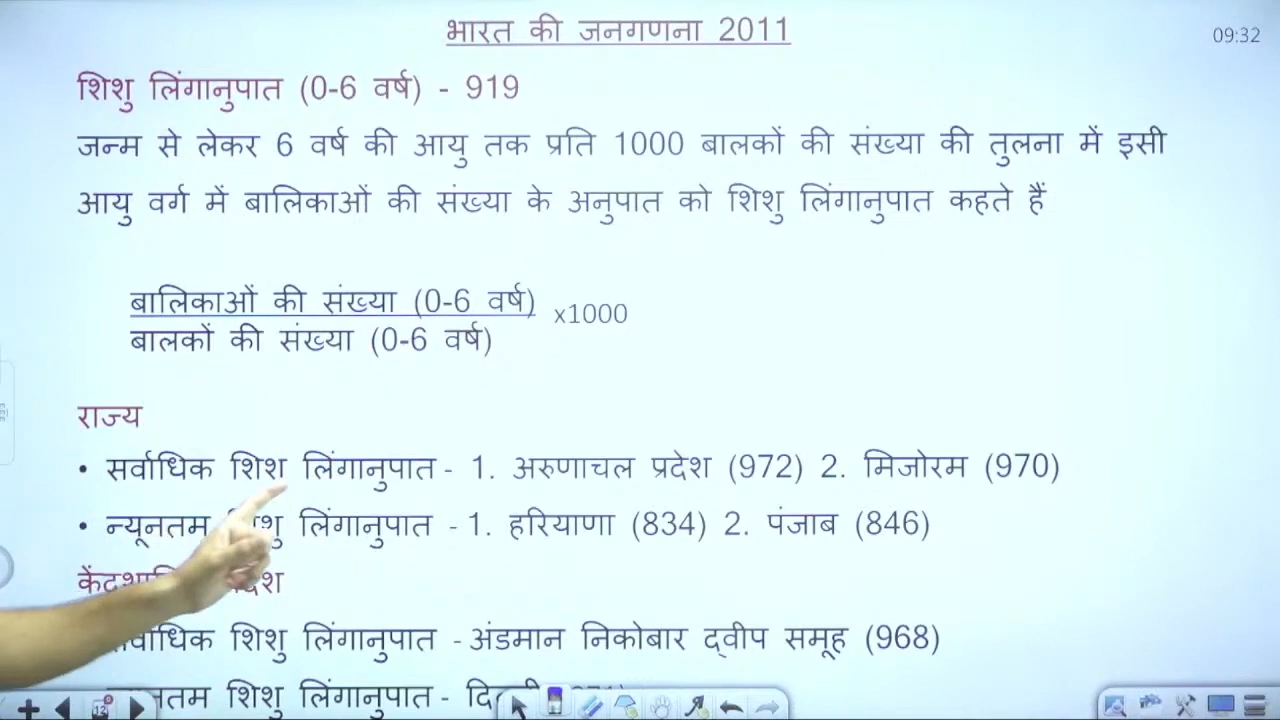 भारत की जनगणना 2011
09:32
शिशु लिंगानुपात (0-6 वर्ष) - 919
जन्म से लेकर 6 वर्ष की आयु तक प्रति 1000 बालकों की संख्या की तुलना में इसी
आयु वर्ग में बालिकाओं की संख्या के अनुपात को शिशु लिंगानुपात कहते हैं
बालिकाओं की संख्या (0-6 वर्ष)
x1000
बालकों की संख्या (0-6 वर्ष)
राज्य
• सर्वाधिक शिशु लिंगानुपात - 1. अरुणाचल प्रदेश (972) 2. मिजोरम (970)
• न्यूनतम शिशु लिंगानुपात - 1. हरियाणा (834) 2. पंजाब (846)
सर्वाधिक शिशु लिंगानुपात - अंडमान निकोबार द्वीप समूह (968)
शिशु लिंगानुपात -
12